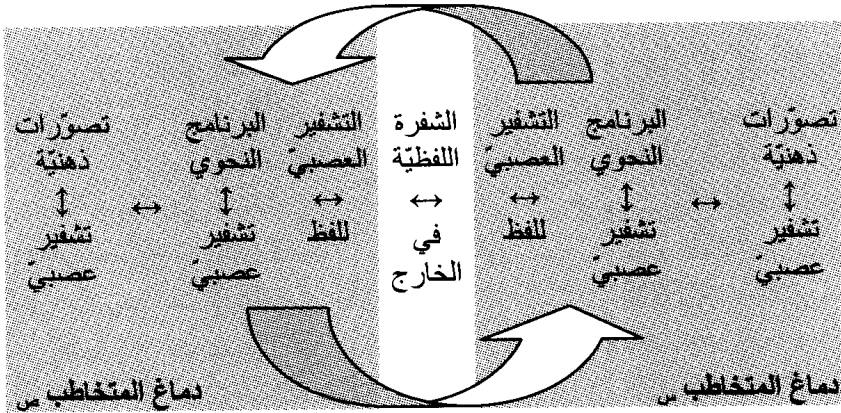 تصوّرات البرنامج التشفير الشفرة التشفير البرنامج تصوّرات
ذهنيّة النحوي العصبيّ اللفظيّة العصبيّ النحوي ذهنيّة
↕ ↔ ↕ ↔ ↔ ↔ ↕ ↔ ↕
تشفير تشفير للفظ في للفظ تشفير تشفير
عصبيّ عصبيّ الخارج عصبيّ عصبيّ
دماغ المتخاطب س دماغ المتخاطب ص